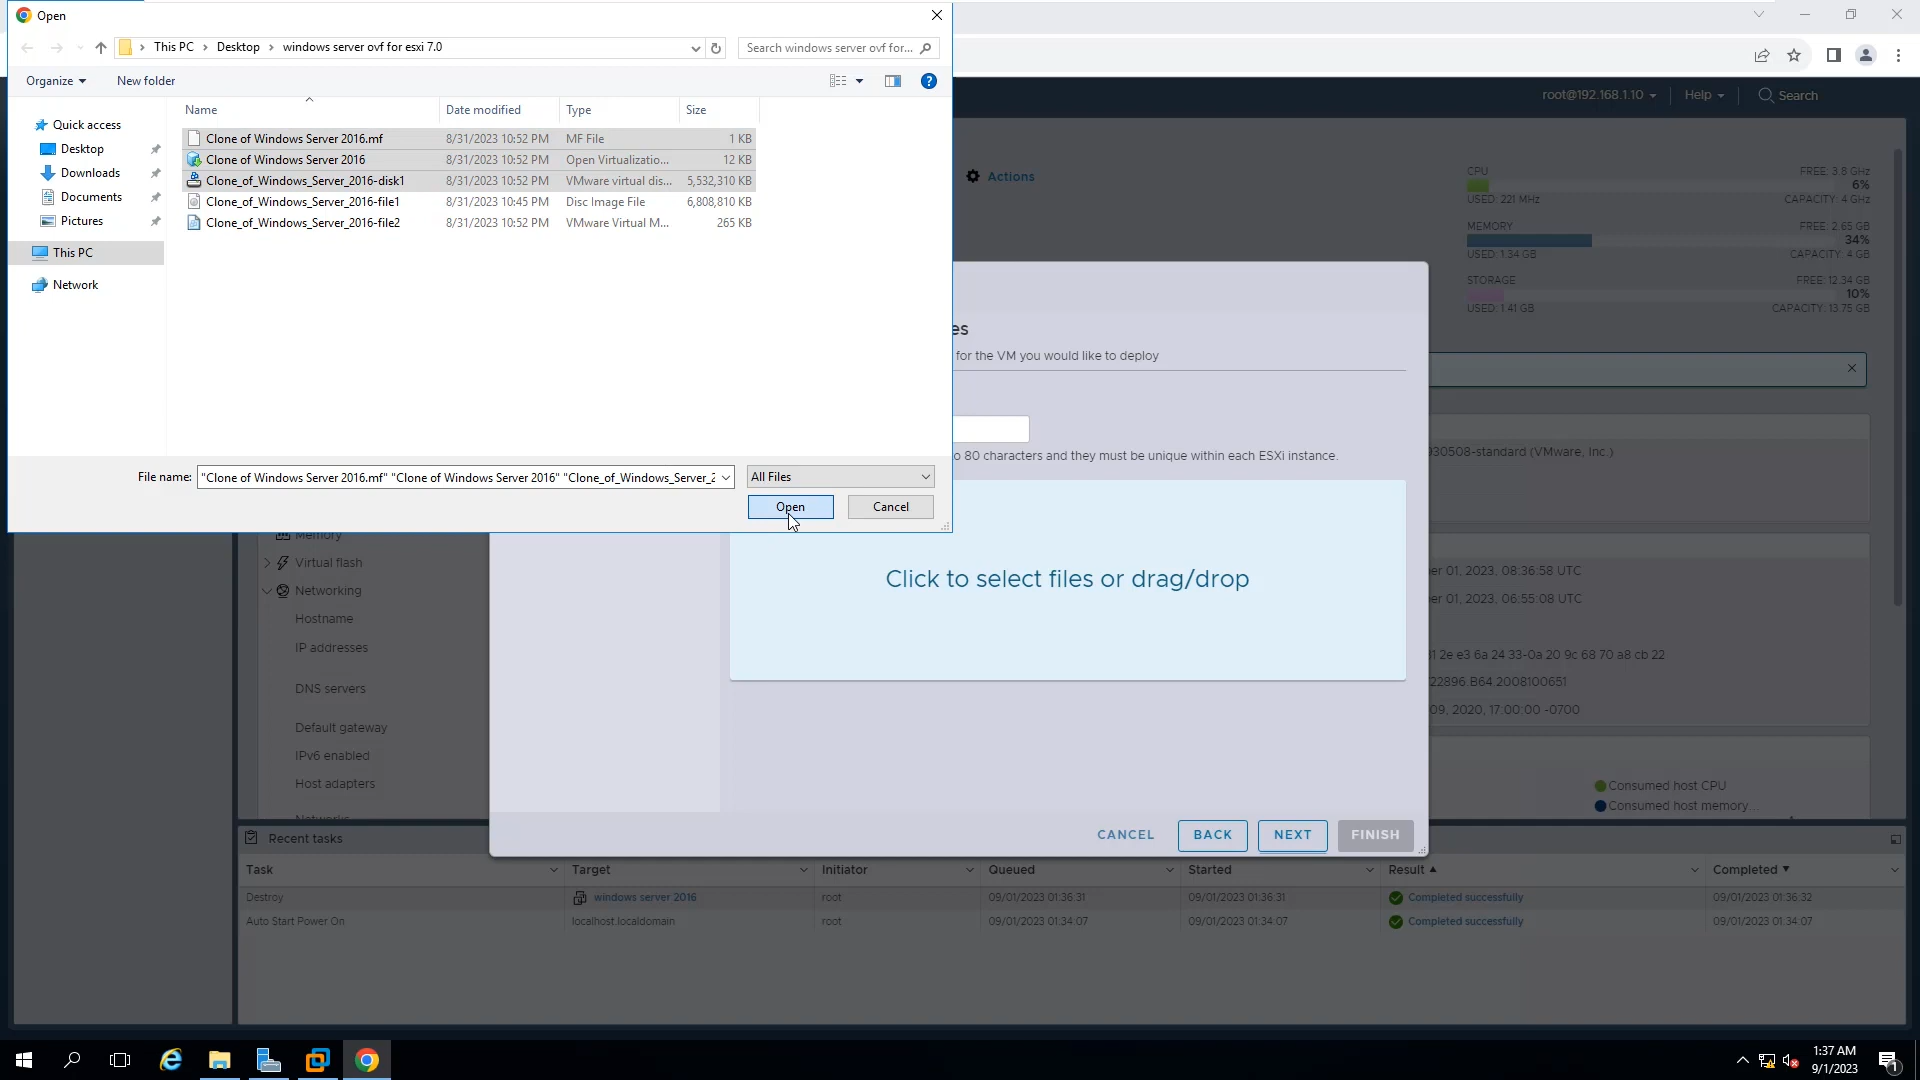 Open
This PC
Desktop
windows server ovf for esxi 7.0
Search windows server ovf for...
Organize
New folder
Name
Date modified
Type
Size
Quick access
Desktop
Downloads
Documents
Pictures
This PC
Network
Clone of Windows Server 2016.mf 8/31/2023 10:52 PM MF File 1 KB
Clone of Windows Server 2016 8/31/2023 10:52 PM Open Virtualizatio... 12 KB
Clone_of_Windows_Server_2016-disk1 8/31/2023 10:52 PM VMware virtual dis... 5,532,310 KB
Clone_of_Windows_Server_2016-file1 8/31/2023 10:45 PM Disc Image File 6,808,810 KB
Clone_of_Windows_Server_2016-file2 8/31/2023 10:52 PM VMware Virtual M... 265 KB
File name: "Clone of Windows Server 2016.mf" "Clone of Windows Server 2016" "Clone_of_Windows_Server_2
All Files
Open
Cancel
root@192.168.1.10
Help
Search
Actions
CPU FREE: 3.8 GHz
6%
USED: 221 MHz CAPACITY: 4 GHz
MEMORY FREE: 2.65 GB
34%
USED: 1.34 GB CAPACITY: 4 GB
STORAGE FREE: 12.34 GB
10%
USED: 1.41 GB CAPACITY: 13.75 GB
es
for the VM you would like to deploy
o 80 characters and they must be unique within each ESXi instance.
Click to select files or drag/drop
CANCEL
BACK
NEXT
FINISH
930508-standard (VMware, Inc.)
er 01, 2023, 08:36:58 UTC
er 01, 2023, 06:55:08 UTC
2e e3 6a 24 33-0a 20 9c 68 70 a8 cb 22
22896.B64.2008100651
09, 2020, 17:00:00 -0700
Consumed host CPU
Consumed host memory...
Memory
Virtual flash
Networking
Hostname
IP addresses
DNS servers
Default gateway
IPv6 enabled
Host adapters
Networks
Recent tasks
Task Target Initiator Queued Started Result Completed
Destroy windows server 2016 root 09/01/2023 01:36:31 09/01/2023 01:36:31 Completed successfully 09/01/2023 01:36:32
Auto Start Power On localhost.localdomain root 09/01/2023 01:34:07 09/01/2023 01:34:07 Completed successfully 09/01/2023 01:34:07
1:37 AM
9/1/2023
1